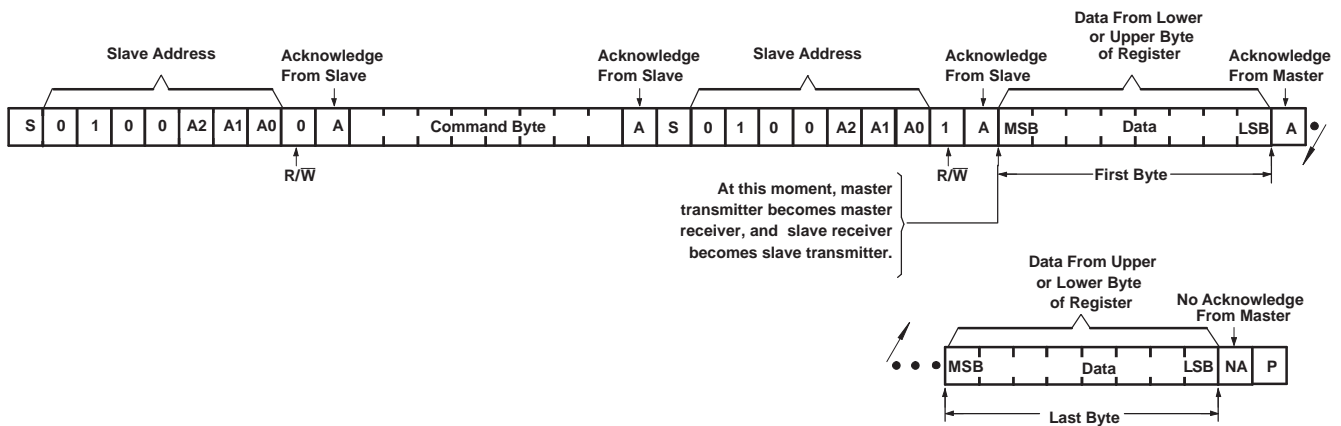 Slave Address
Acknowledge
From Slave
Acknowledge
From Slave
Slave Address
Acknowledge
From Slave
Data From Lower
or Upper Byte
of Register
Acknowledge
From Master
S 0 1 0 0 A2 A1 A0 0 A Command Byte A S 0 1 0 0 A2 A1 A0 1 A MSB Data LSB A
R/W̅
R/W̅
First Byte
At this moment, master
transmitter becomes master
receiver, and slave receiver
becomes slave transmitter.
Data From Upper
or Lower Byte
of Register
No Acknowledge
From Master
MSB Data LSB NA P
Last Byte